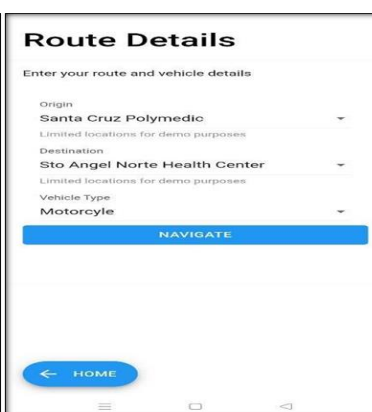 Route Details
Enter your route and vehicle details
Origin
Santa Cruz Polymedic
Limited locations for demo purposes
Destination
Sto Angel Norte Health Center
Limited locations for demo purposes
Vehicle Type
Motorcyle
NAVIGATE
HOME